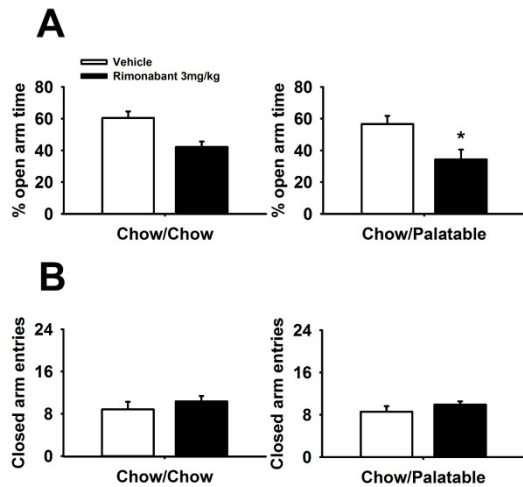 A
Vehicle
Rimonabant 3mg/kg
% open arm time
80
60
40
20
0
Chow/Chow
% open arm time
80
60
40
20
0
*
Chow/Palatable
B
Closed arm entries
24
16
8
0
Chow/Chow
Closed arm entries
24
16
8
0
Chow/Palatable